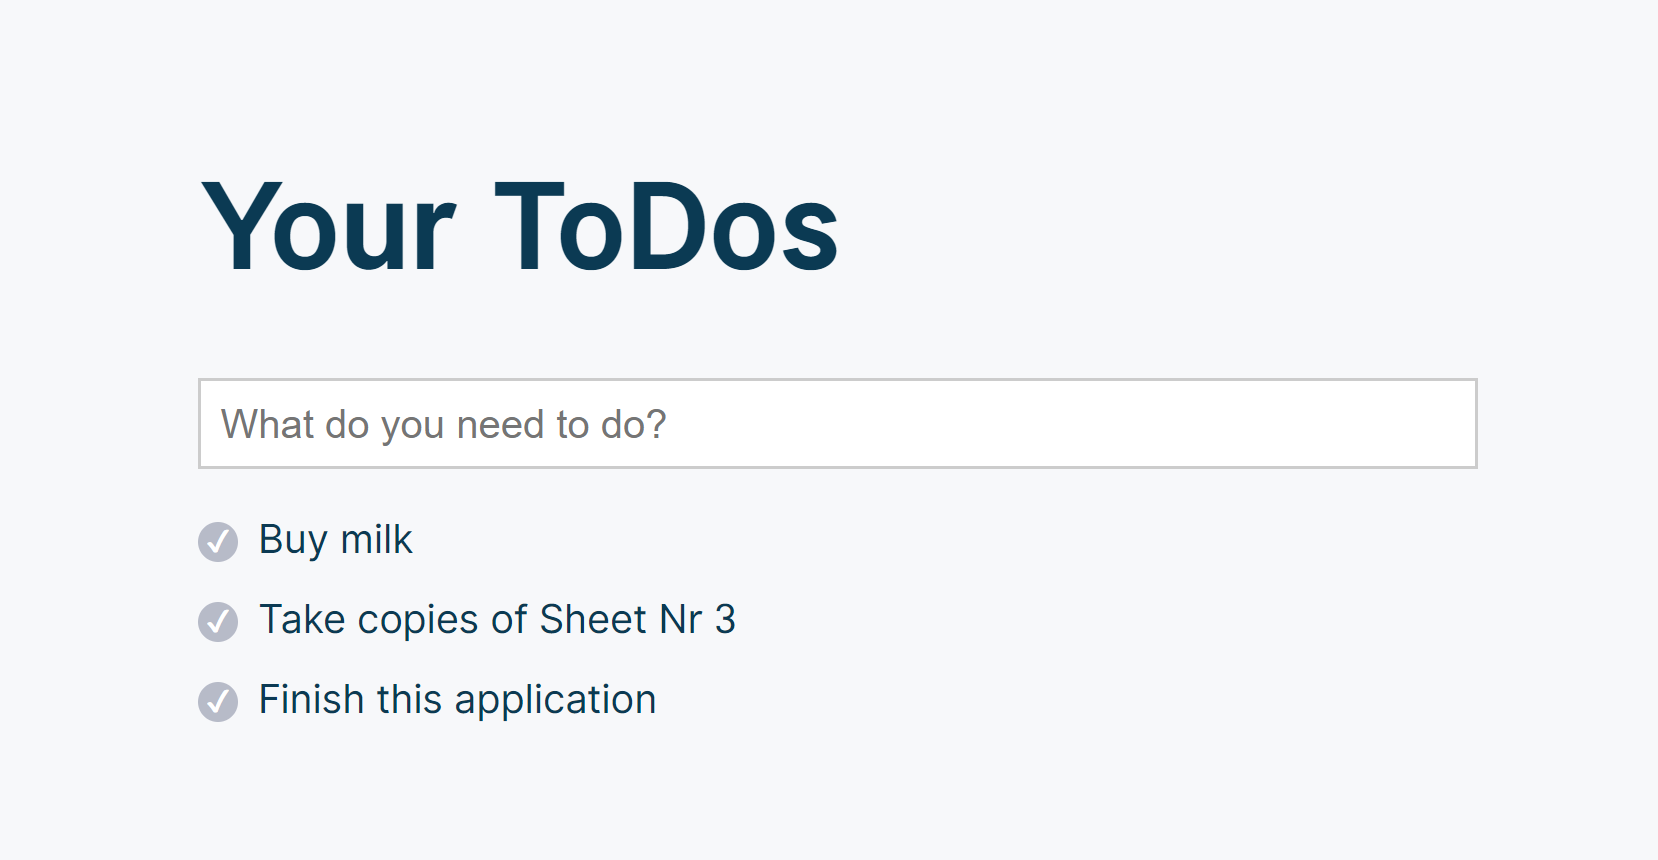 Your ToDos
What do you need to do?
Buy milk
Take copies of Sheet Nr 3
Finish this application